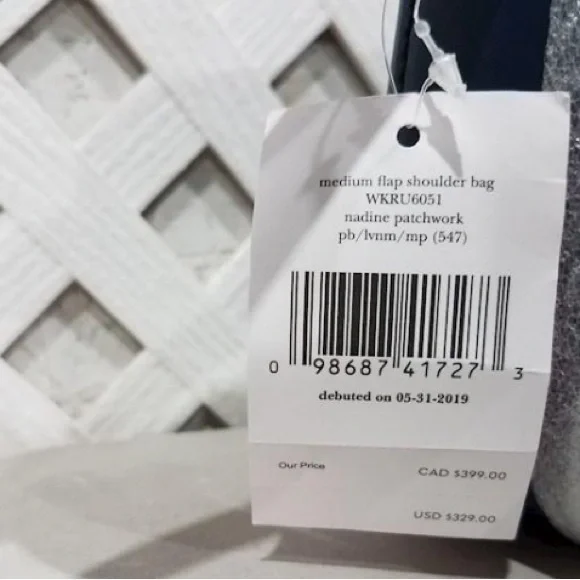 medium flap shoulder bag
WKRU6051
nadine patchwork
pb/lvnm/mp (547)
0 98687 41727 3
debuted on 05-31-2019
Our Price
CAD $399.00
USD $329.00